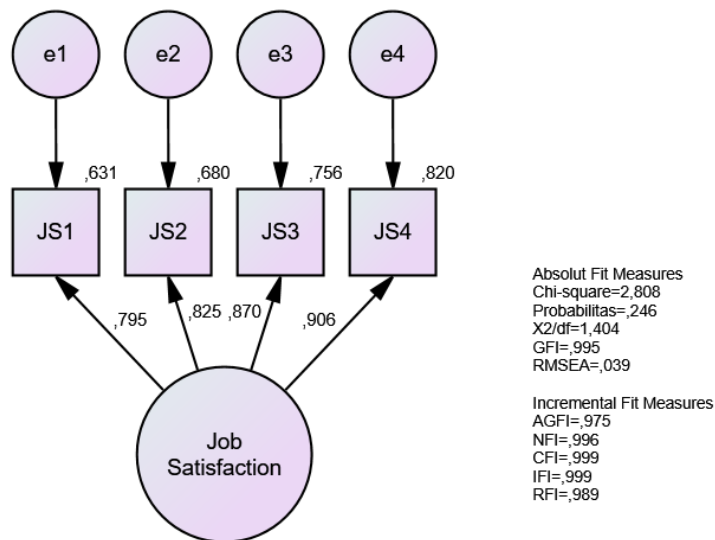 e1
e2
e3
e4
,631
,680
,756
,820
JS1
JS2
JS3
JS4
,795
,825
,870
,906
Job
Satisfaction
Absolut Fit Measures
Chi-square=2,808
Probabilitas=,246
X2/df=1,404
GFI=,995
RMSEA=,039
Incremental Fit Measures
AGFI=,975
NFI=,996
CFI=,999
IFI=,999
RFI=,989